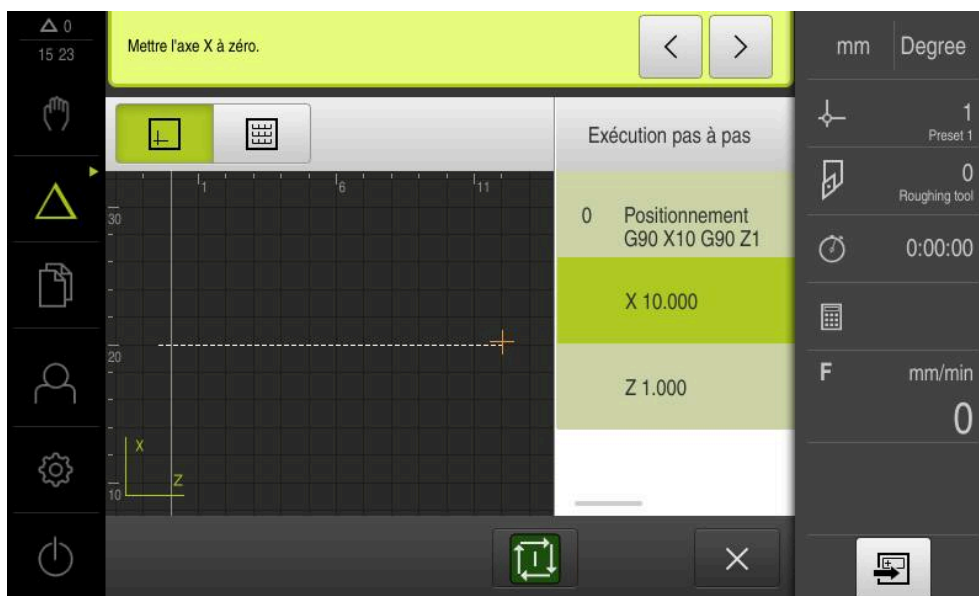 0
15 23
Mettre l'axe X à zéro.
1
6
11
30
20
10
X
Z
Exécution pas à pas
0 Positionnement
G90 X10 G90 Z1
X 10.000
Z 1.000
mm Degree
1
Preset 1
0
Roughing tool
0:00:00
F mm/min
0